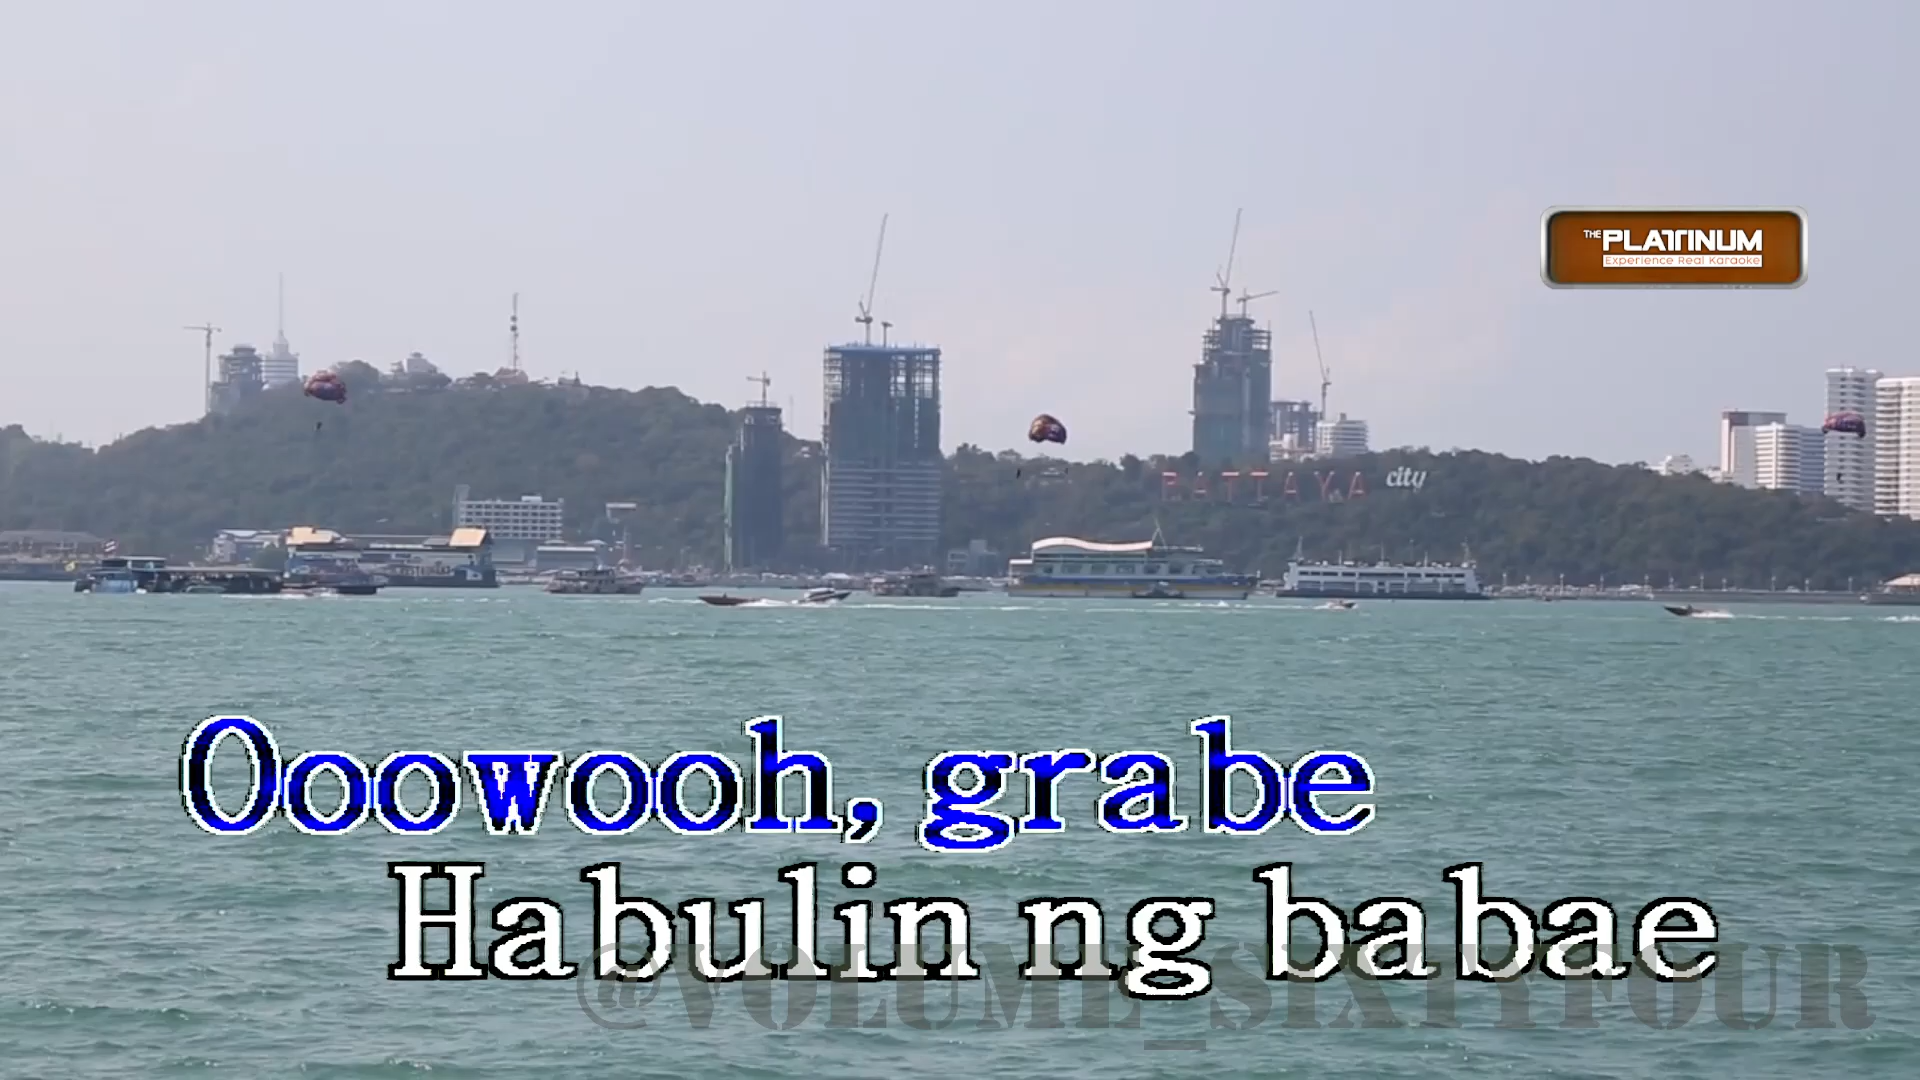 THE PLATINUM
Experience Real Karaoke
PATTAYA city
Ooowooh, grabe
Habulin ng babae
@VOLUME_SIXTYFOUR